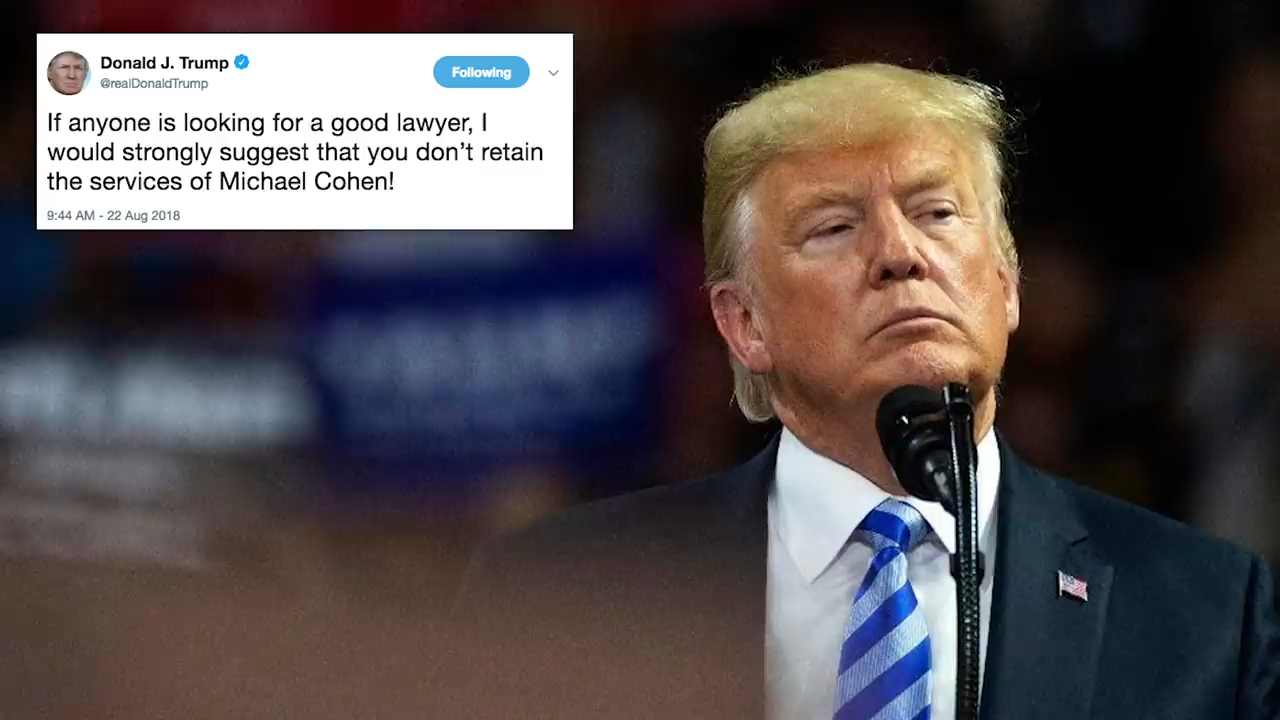 Donald J. Trump
@realDonaldTrump
Following
If anyone is looking for a good lawyer, I
would strongly suggest that you don’t retain
the services of Michael Cohen!
9:44 AM - 22 Aug 2018